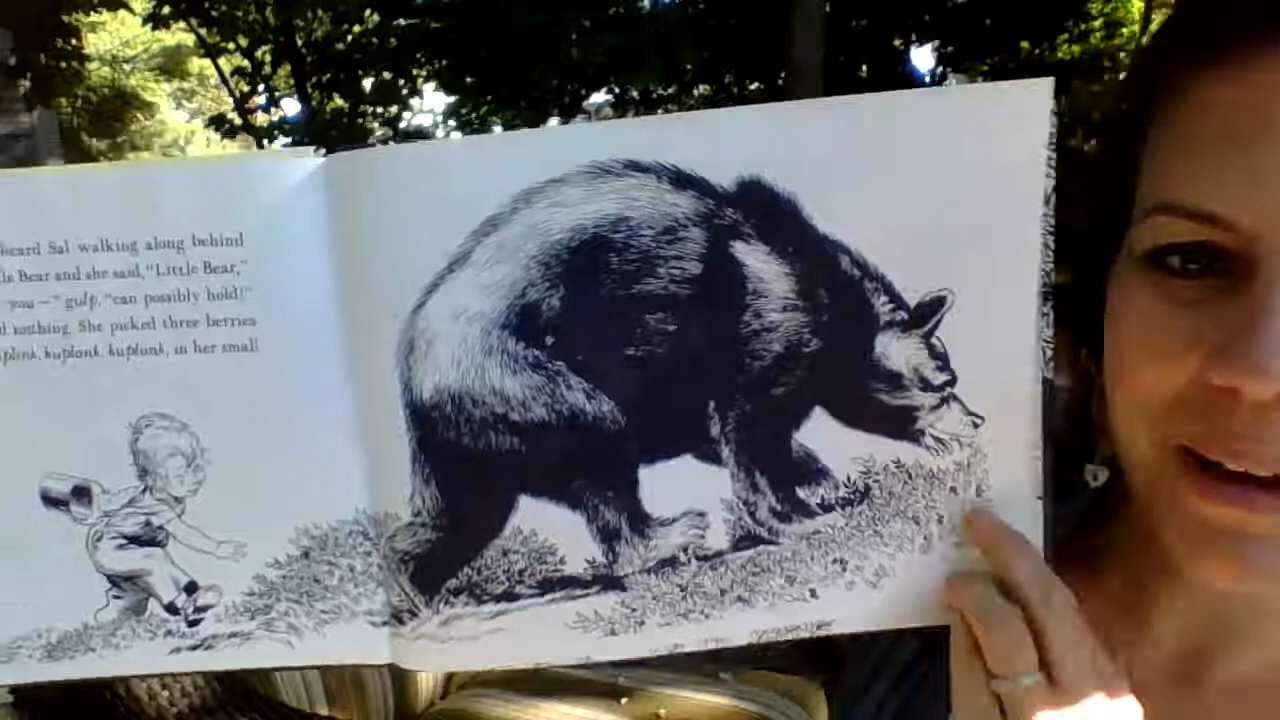 heard Sal walking along behind
Bear and she said, "Little Bear,"
you—" gulp, "can possibly hold!"
nothing. She picked three berries
kuplank, kuplunk, in her small